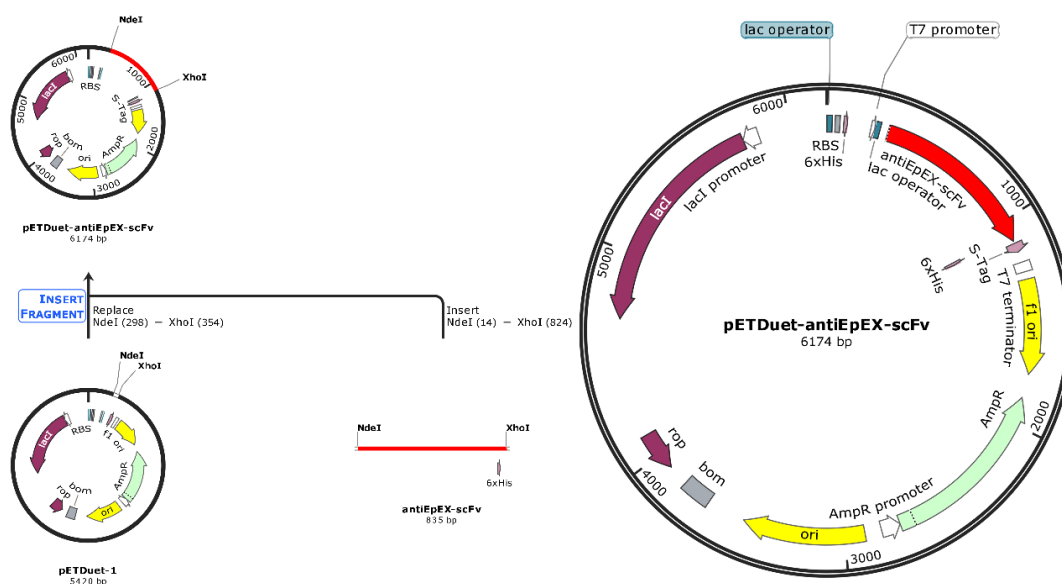 NdeI
XhoI
6000
1000
2000
3000
4000
5000
RBS
lacI
S-Tag
AmpR
ori
bom
rop
pETDuet-antiEpEX-scFv
6174 bp
INSERT
FRAGMENT
Replace
NdeI (298) – XhoI (354)
Insert
NdeI (14) – XhoI (824)
NdeI
XhoI
RBS
lacI
f1 ori
AmpR
ori
bom
rop
pETDuet-1
5420 bp
NdeI
XhoI
6xHis
antiEpEX-scFv
835 bp
lac operator
T7 promoter
6000
1000
2000
3000
4000
5000
RBS
6xHis
lac operator
antiEpEX-scFv
lacI promoter
lacI
S-Tag
6xHis
T7 terminator
f1 ori
AmpR
AmpR promoter
ori
bom
rop
pETDuet-antiEpEX-scFv
6174 bp